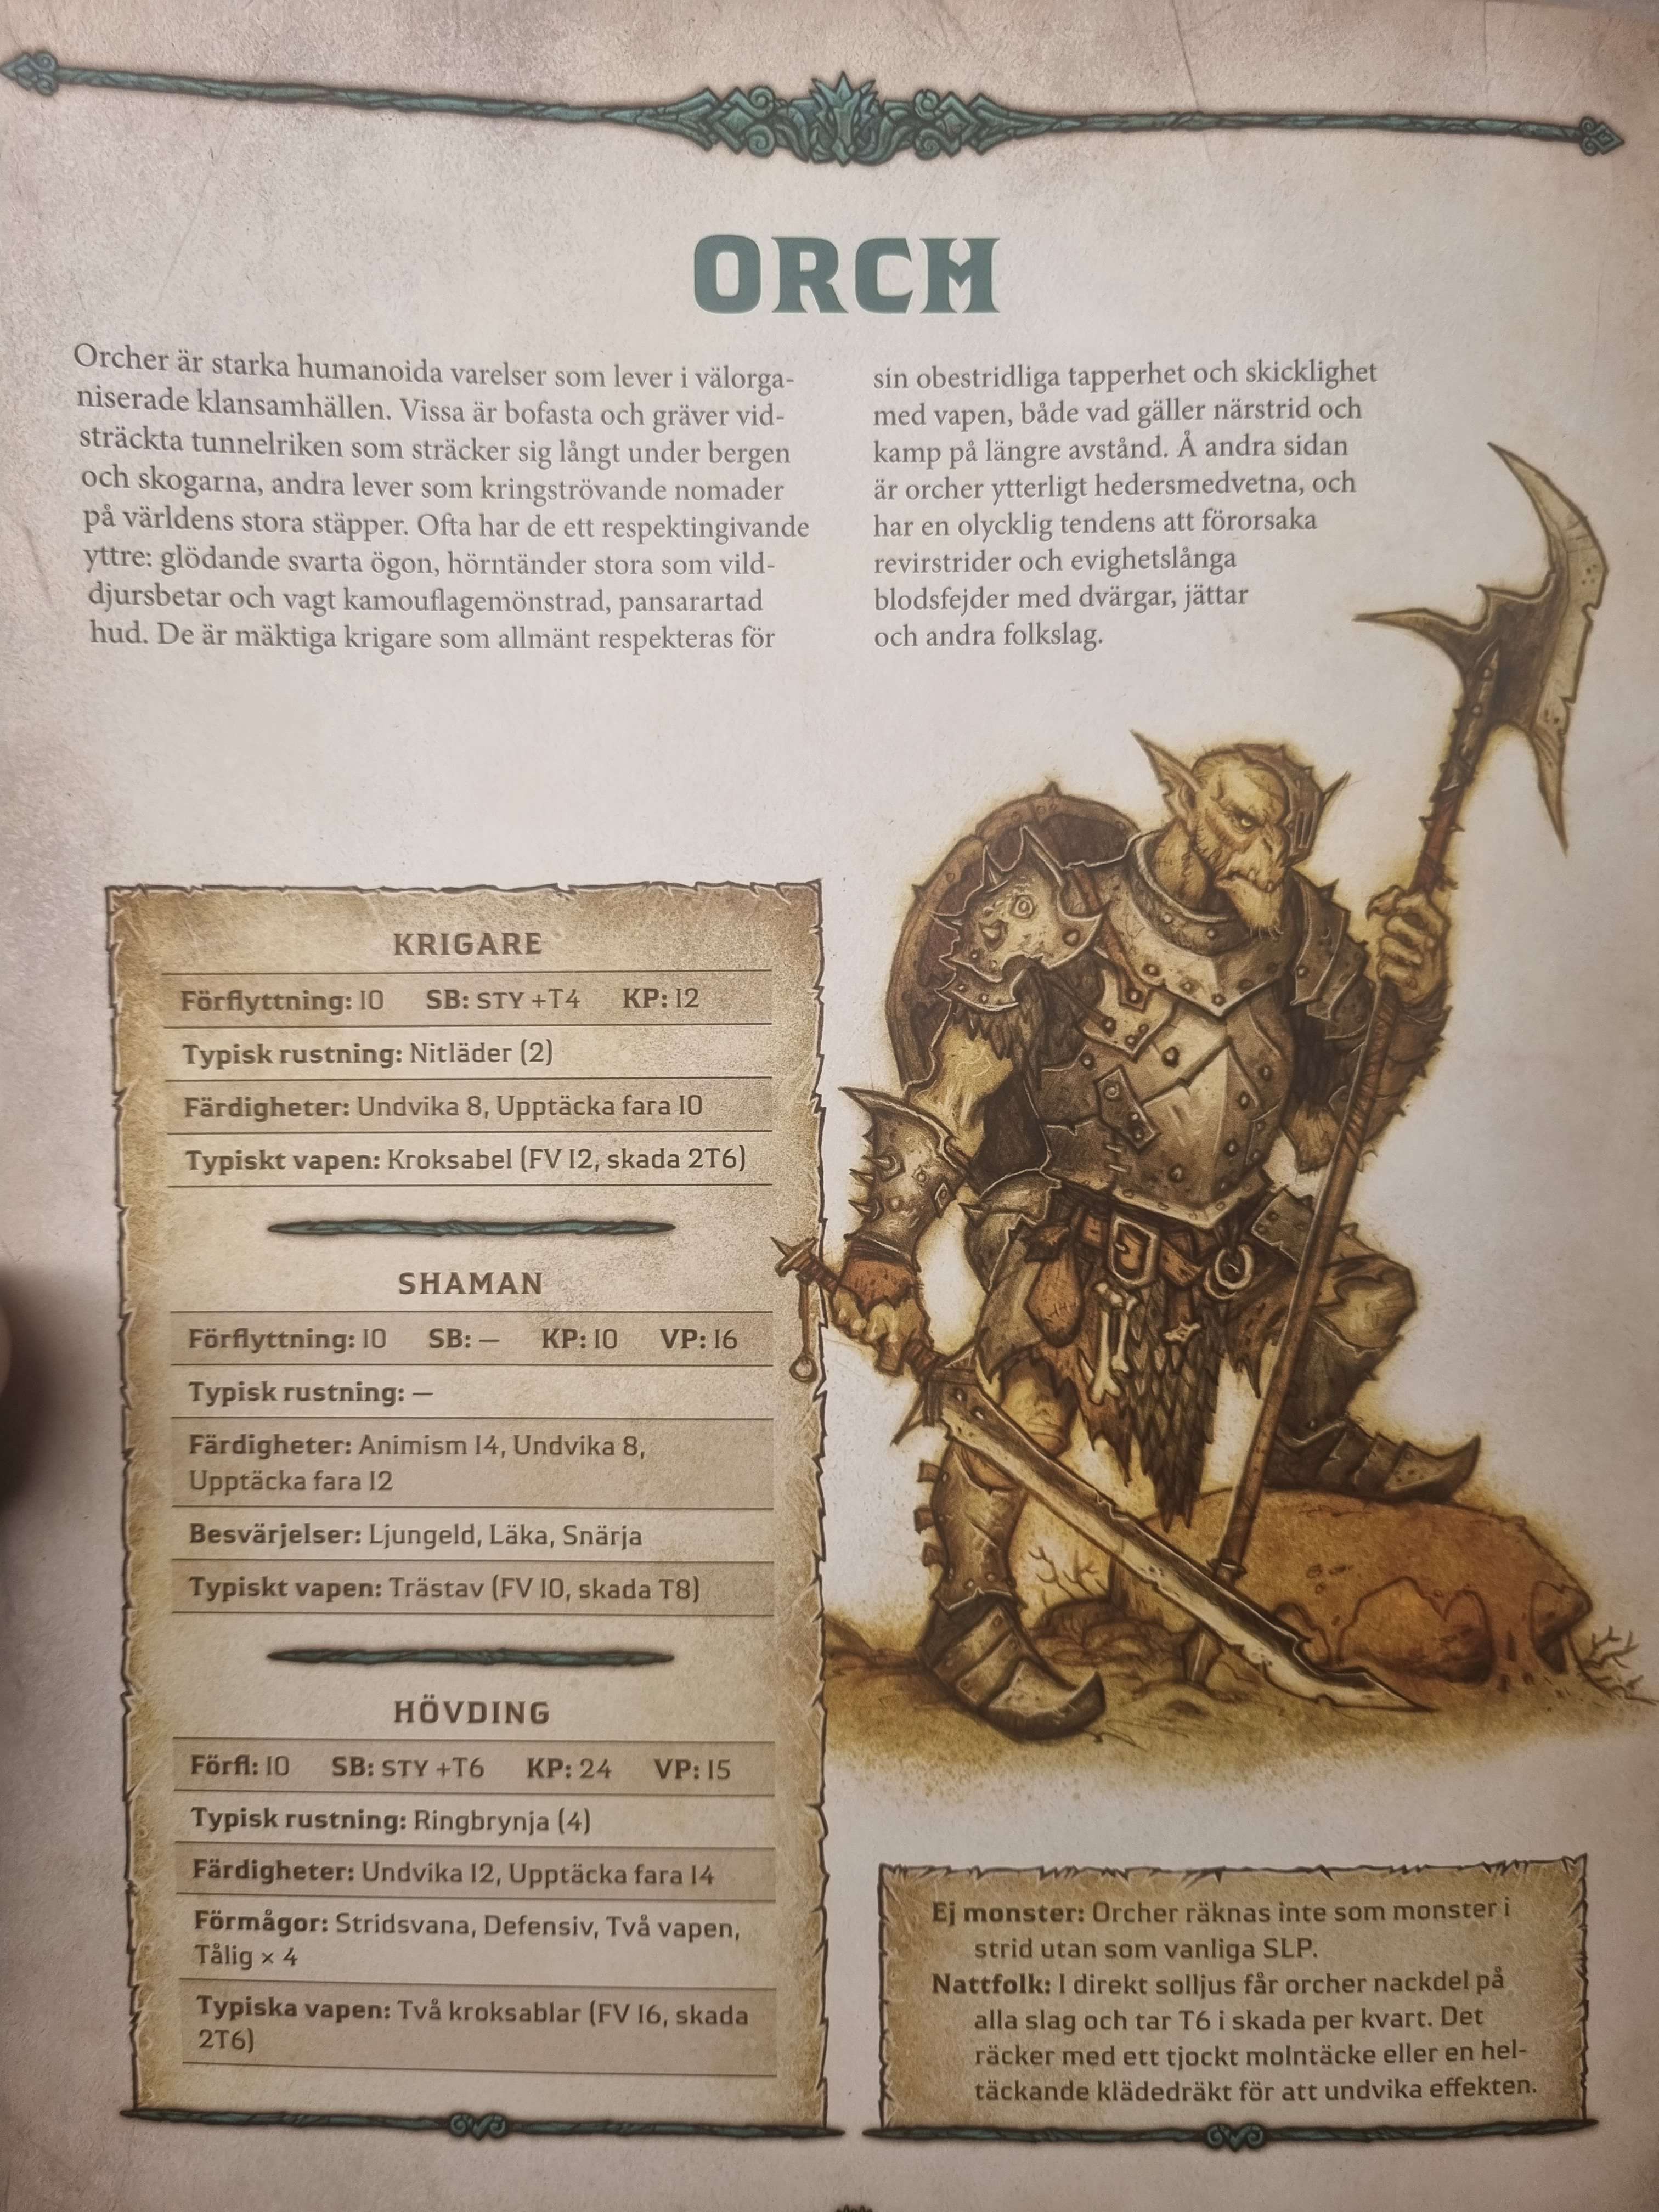 ORCH
Orcher är starka humanoida varelser som lever i välorga-
niserade klansamhällen. Vissa är bofasta och gräver vid-
sträckta tunnelriken som sträcker sig långt under bergen
och skogarna, andra lever som kringströvande nomader
på världens stora stäpper. Ofta har de ett respektingivande
yttre: glödande svarta ögon, hörntänder stora som vild-
djursbetar och vagt kamouflagemönstrad, pansarartad
hud. De är mäktiga krigare som allmänt respekteras för
sin obestridliga tapperhet och skicklighet
med vapen, både vad gäller närstrid och
kamp på längre avstånd. Å andra sidan
är orcher ytterligt hedersmedvetna, och
har en olycklig tendens att förorsaka
revirstrider och evighetslånga
blodsfejder med dvärgar, jättar
och andra folkslag.
KRIGARE
Förflyttning: 10 SB: STY +T4 KP: 12
Typisk rustning: Nitläder (2)
Färdigheter: Undvika 8, Upptäcka fara 10
Typiskt vapen: Kroksabel (FV 12, skada 2T6)
SHAMAN
Förflyttning: 10 SB: — KP: 10 VP: 16
Typisk rustning: —
Färdigheter: Animism 14, Undvika 8,
Upptäcka fara 12
Besvärjelser: Ljungeld, Läka, Snärja
Typiskt vapen: Trästav (FV 10, skada T8)
HÖVDING
Förfl: 10 SB: STY +T6 KP: 24 VP: 15
Typisk rustning: Ringbrynja (4)
Färdigheter: Undvika 12, Upptäcka fara 14
Förmågor: Stridsvana, Defensiv, Två vapen,
Tålig × 4
Typiska vapen: Två kroksablar (FV 16, skada
2T6)
Ej monster: Orcher räknas inte som monster i
strid utan som vanliga SLP.
Nattfolk: I direkt solljus får orcher nackdel på
alla slag och tar T6 i skada per kvart. Det
räcker med ett tjockt molntäcke eller en hel-
täckande klädedräkt för att undvika effekten.